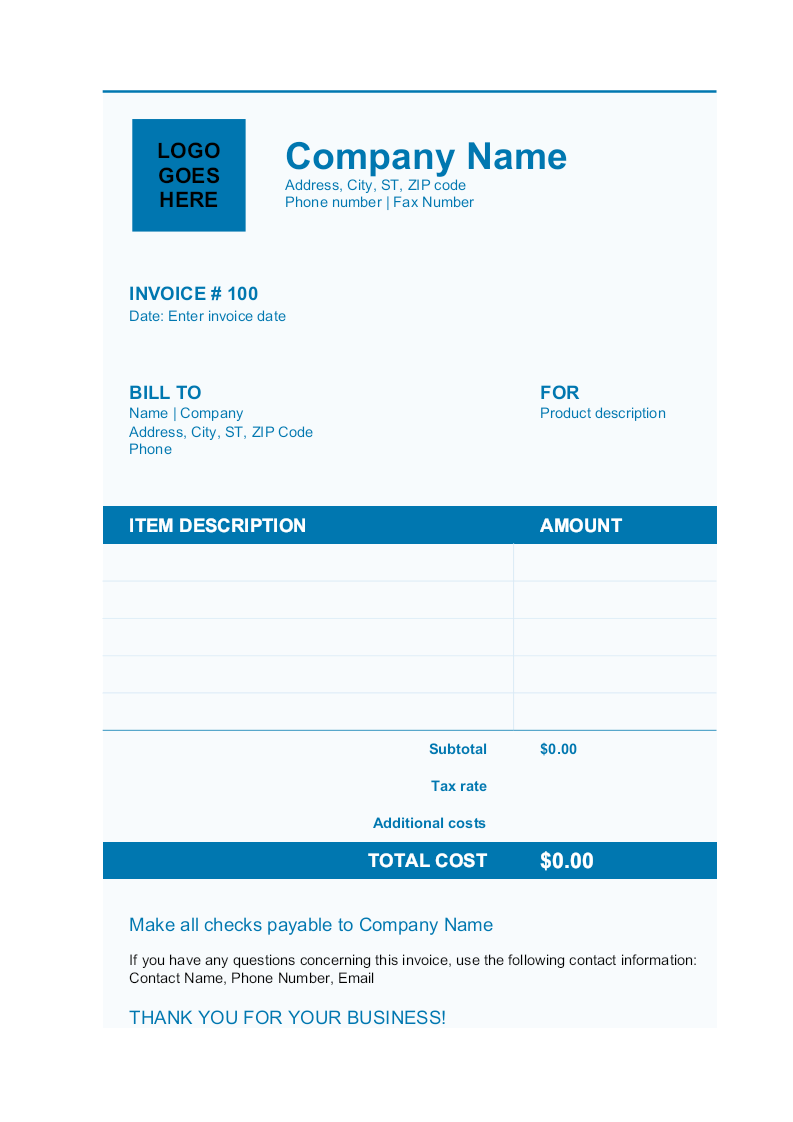 LOGO
GOES
HERE
Company Name
Address, City, ST, ZIP code
Phone number | Fax Number
INVOICE # 100
Date: Enter invoice date
BILL TO
Name | Company
Address, City, ST, ZIP Code
Phone
FOR
Product description
ITEM DESCRIPTION AMOUNT
Subtotal $0.00
Tax rate
Additional costs
TOTAL COST $0.00
Make all checks payable to Company Name
If you have any questions concerning this invoice, use the following contact information:
Contact Name, Phone Number, Email
THANK YOU FOR YOUR BUSINESS!